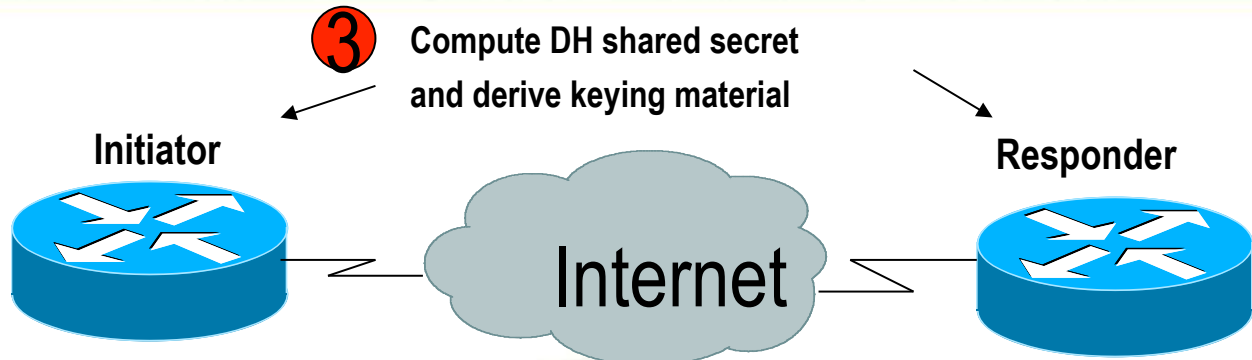 3
Compute DH shared secret
and derive keying material
Initiator
Responder
Internet